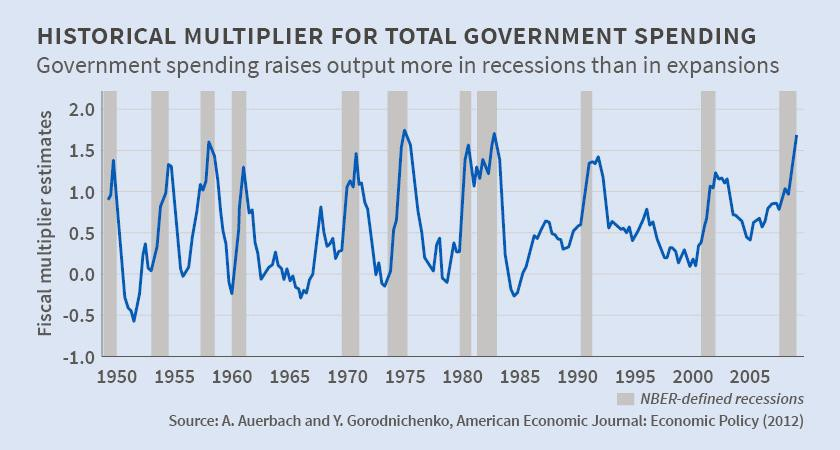 HISTORICAL MULTIPLIER FOR TOTAL GOVERNMENT SPENDING
Government spending raises output more in recessions than in expansions
Fiscal multiplier estimates
2.0
1.5
1.0
0.5
0.0
-0.5
-1.0
1950 1955 1960 1965 1970 1975 1980 1985 1990 1995 2000 2005
NBER-defined recessions
Source: A. Auerbach and Y. Gorodnichenko, American Economic Journal: Economic Policy (2012)